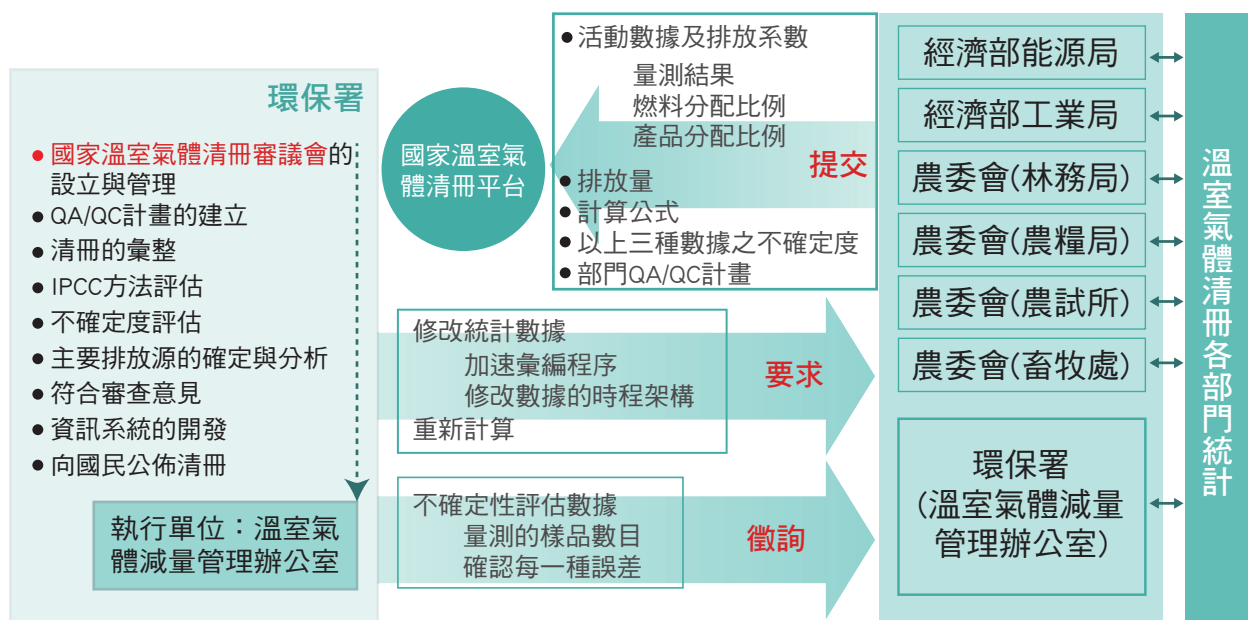 環保署
● 國家溫室氣體清冊審議會的
設立與管理
● QA/QC計畫的建立
● 清冊的彙整
● IPCC方法評估
● 不確定度評估
● 主要排放源的確定與分析
● 符合審查意見
● 資訊系統的開發
● 向國民公佈清冊
執行單位：溫室氣
體減量管理辦公室
國家溫室氣
體清冊平台
● 活動數據及排放系數
量測結果
燃料分配比例
產品分配比例
● 排放量
● 計算公式
● 以上三種數據之不確定度
● 部門QA/QC計畫
提交
修改統計數據
加速彙編程序
修改數據的時程架構
重新計算
要求
不確定性評估數據
量測的樣品數目
確認每一種誤差
徵詢
經濟部能源局
經濟部工業局
農委會(林務局)
農委會(農糧局)
農委會(農試所)
農委會(畜牧處)
環保署
(溫室氣體減量
管理辦公室)
溫室氣體清冊各部門統計